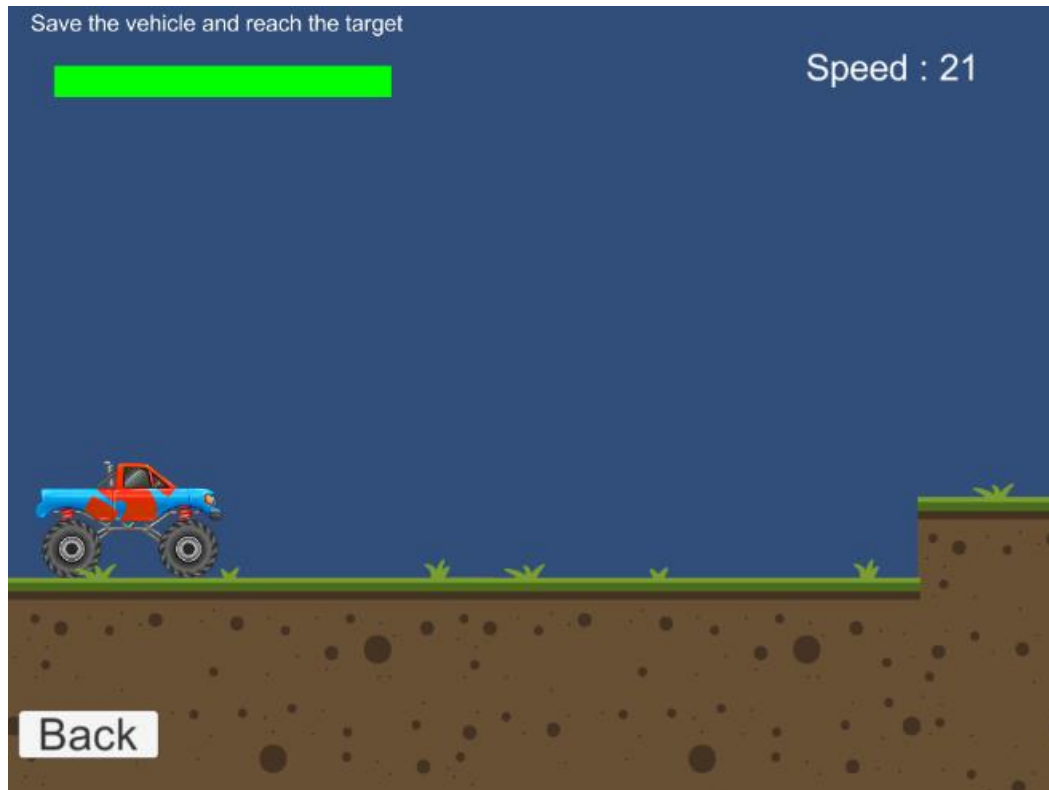 Save the vehicle and reach the target
Speed : 21
Back